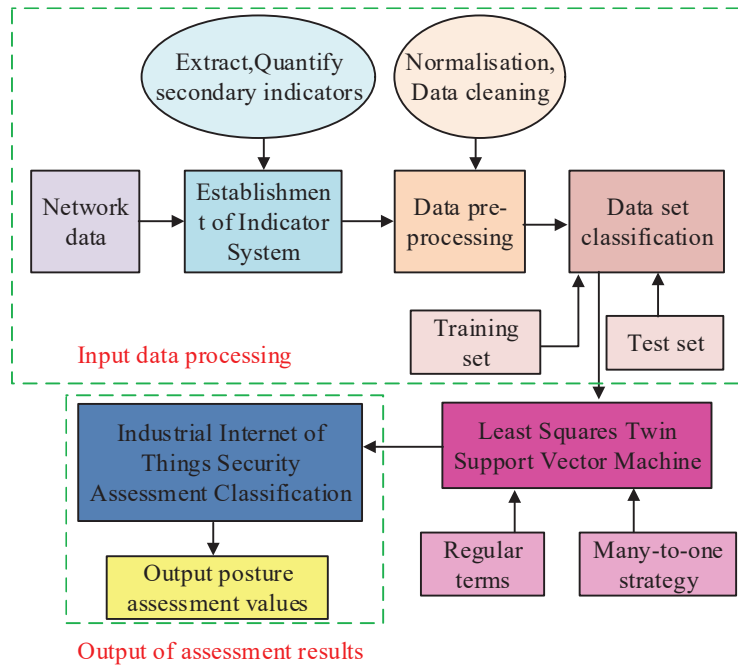 Extract,Quantify
secondary indicators
Normalisation,
Data cleaning
Network
data
Establishmen
t of Indicator
System
Data pre-
processing
Data set
classification
Training
set
Test set
Input data processing
Industrial Internet of
Things Security
Assessment Classification
Least Squares Twin
Support Vector Machine
Regular
terms
Many-to-one
strategy
Output posture
assessment values
Output of assessment results